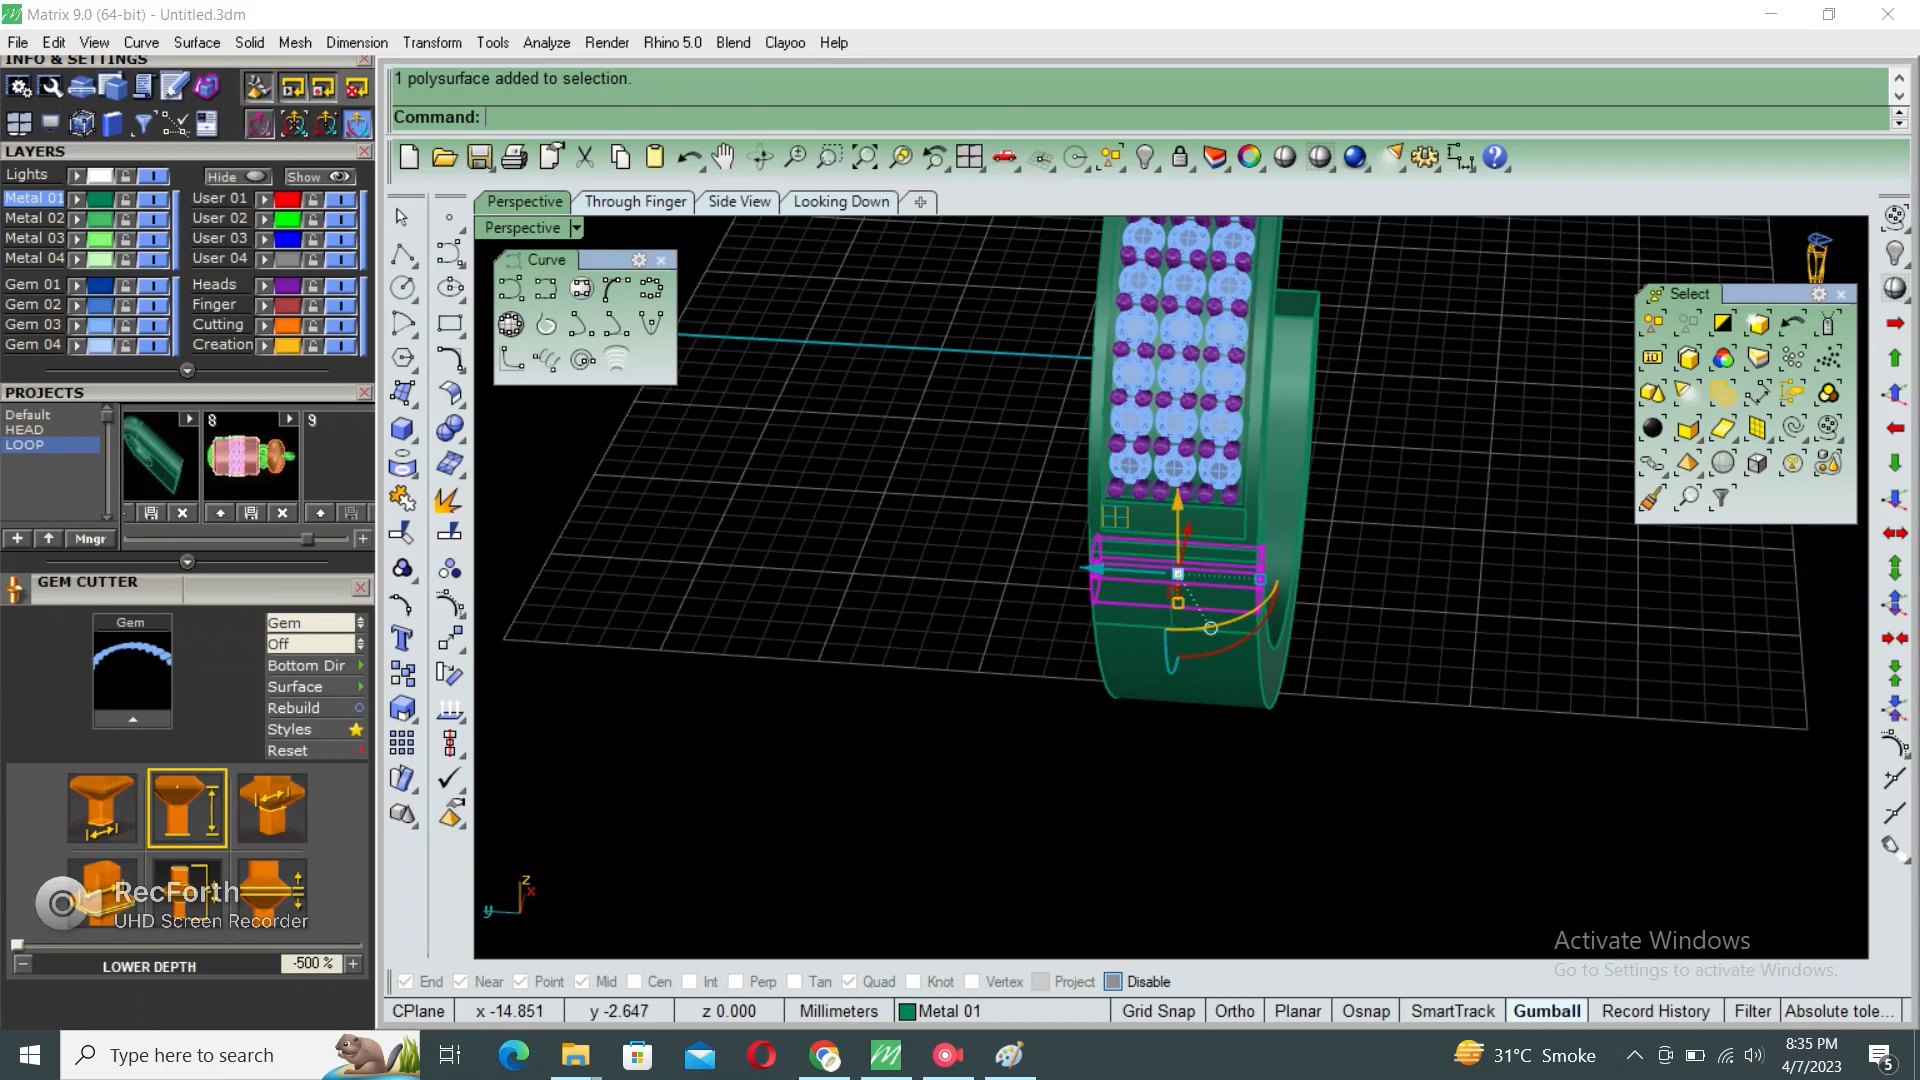 Matrix 9.0 (64-bit) - Untitled.3dm
File Edit View Curve Surface Solid Mesh Dimension Transform Tools Analyze Render Rhino 5.0 Blend Clayoo Help
INFO & SETTINGS
1 polysurface added to selection.
Command:
LAYERS
Lights Hide Show
Metal 01 User 01
Metal 02 User 02
Metal 03 User 03
Metal 04 User 04
Gem 01 Heads
Gem 02 Finger
Gem 03 Cutting
Gem 04 Creation
Perspective Through Finger Side View Looking Down
Perspective
Curve
Select
PROJECTS
Default
HEAD
LOOP
8 9
Mngr
GEM CUTTER
Gem Gem
Off
Bottom Dir
Surface
Rebuild
Styles
Reset
RecForth
UHD Screen Recorder
LOWER DEPTH -500 %
z
x
y
Activate Windows
Go to Settings to activate Windows.
End Near Point Mid Cen Int Perp Tan Quad Knot Vertex Project Disable
CPlane x -14.851 y -2.647 z 0.000 Millimeters Metal 01 Grid Snap Ortho Planar Osnap SmartTrack Gumball Record History Filter Absolute tole...
Type here to search
31°C Smoke
8:35 PM
4/7/2023
5